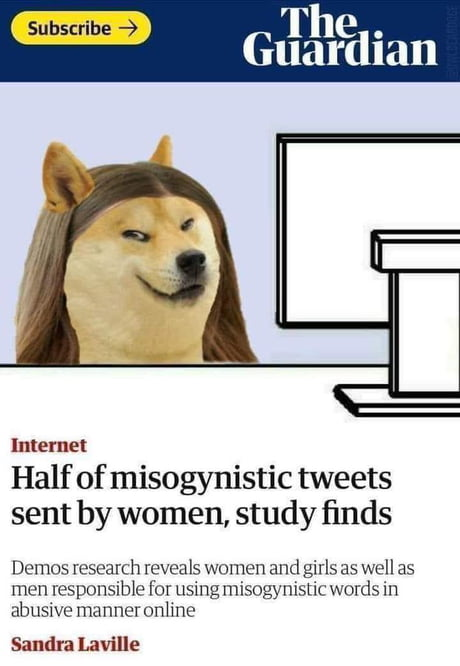 Subscribe →
The
Guardian
Internet
Half of misogynistic tweets
sent by women, study finds
Demos research reveals women and girls as well as
men responsible for using misogynistic words in
abusive manner online
Sandra Laville